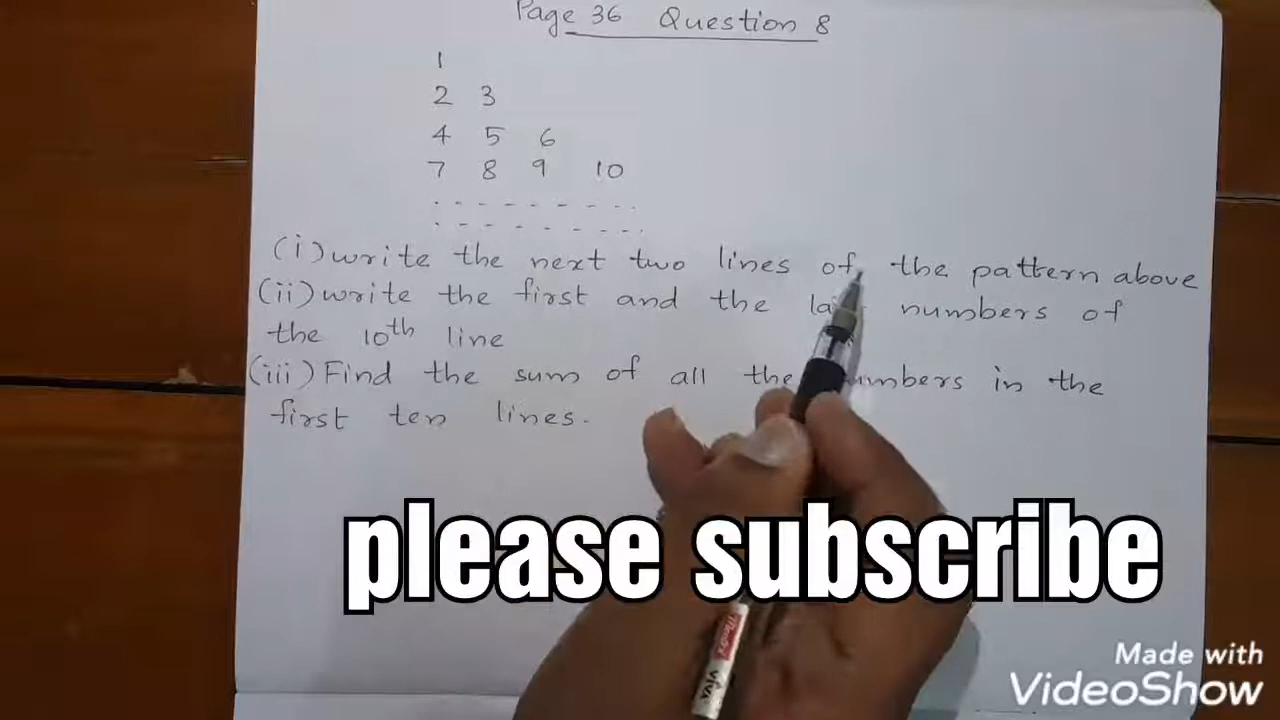 Page 36 Question 8
1
2 3
4 5 6
7 8 9 10
(i) write the next two lines of the pattern above
(ii) write the first and the numbers of
the 10th line
(iii) Find the sum of all the numbers in the
first ten lines.
please subscribe
VIVA
Made with
VideoShow